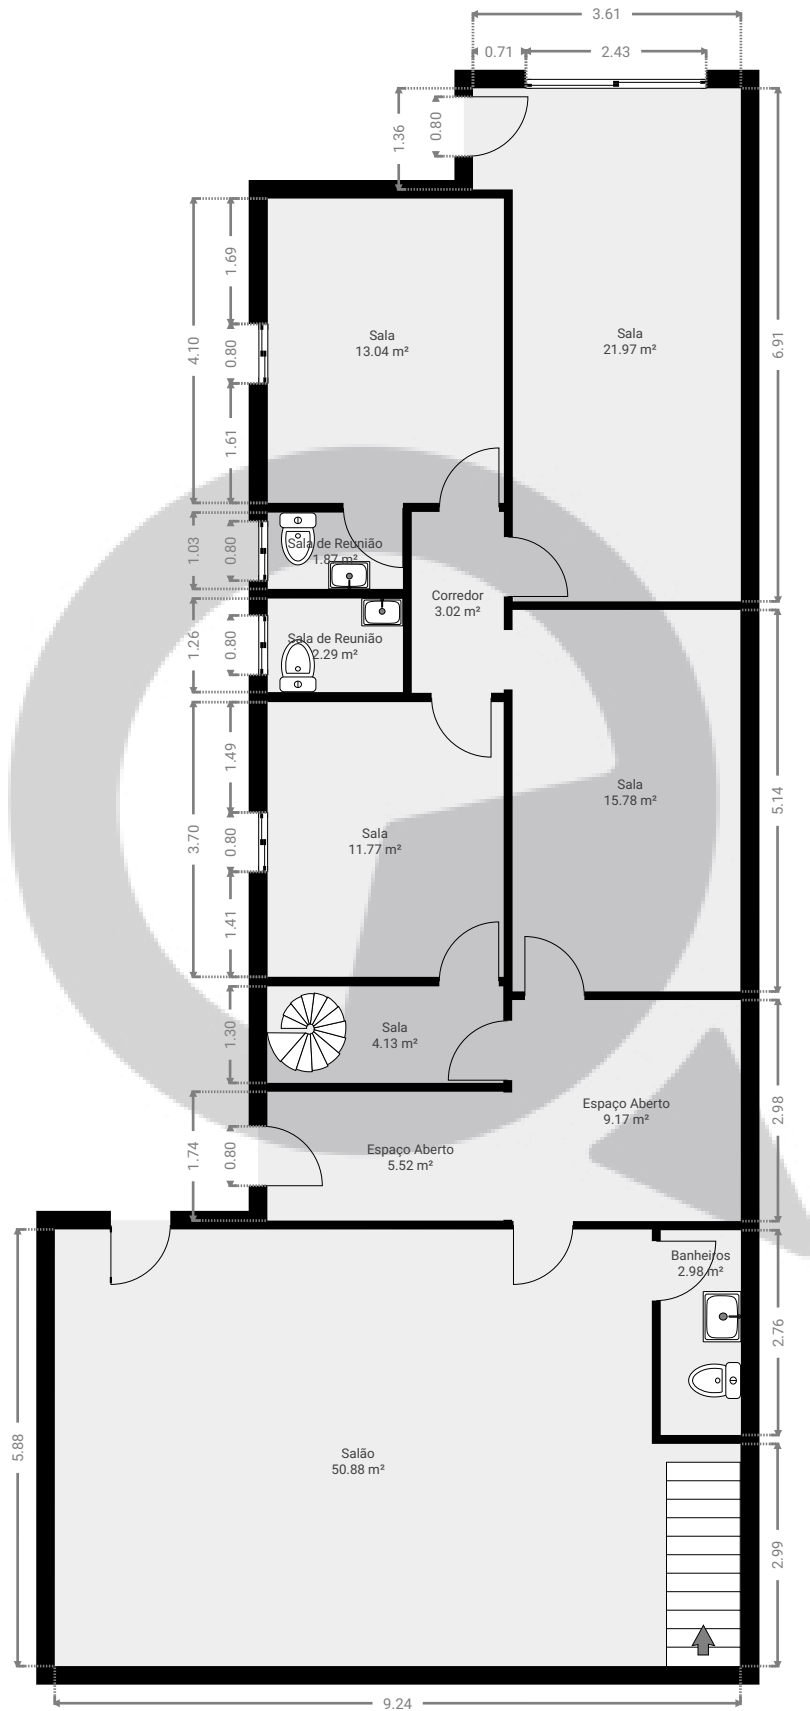 3.61
0.71
2.43
1.36
0.80
6.91
4.10
1.69
0.80
1.61
Sala
13.04 m²
Sala
21.97 m²
1.03
0.80
Sala de Reunião
1.87 m²
Corredor
3.02 m²
1.26
0.80
Sala de Reunião
2.29 m²
5.14
3.70
1.49
0.80
1.41
Sala
11.77 m²
Sala
15.78 m²
1.30
Sala
4.13 m²
2.98
1.74
0.80
Espaço Aberto
5.52 m²
Espaço Aberto
9.17 m²
Banheiros
2.98 m²
2.76
5.88
Salão
50.88 m²
2.99
9.24